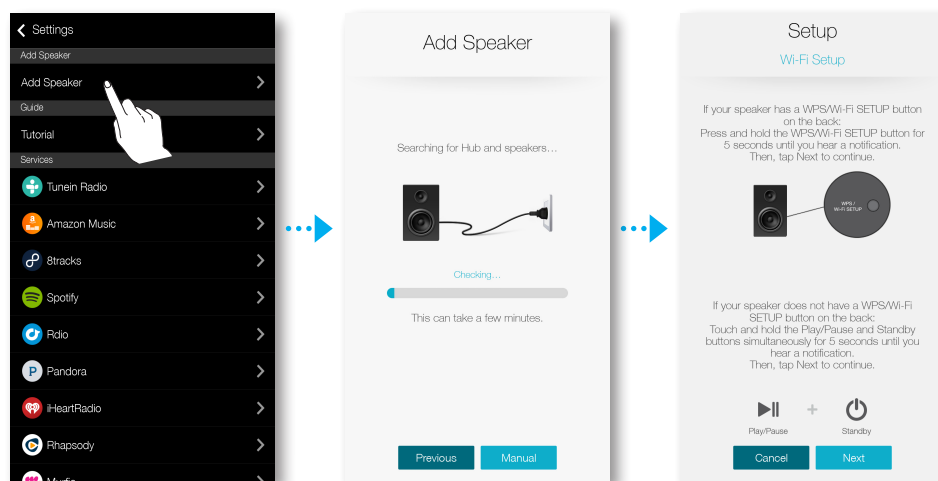 Settings
Add Speaker
Add Speaker
Guide
Tutorial
Services
Tunein Radio
a
Amazon Music
8tracks
Spotify
Rdio
P Pandora
iHeartRadio
Rhapsody
Add Speaker
Searching for Hub and speakers...
Checking...
This can take a few minutes.
Previous
Manual
Setup
Wi-Fi Setup
If your speaker has a WPS/Wi-Fi SETUP button
on the back:
Press and hold the WPS/Wi-Fi SETUP button for
5 seconds until you hear a notification.
Then, tap Next to continue.
WPS /
Wi-Fi SETUP
If your speaker does not have a WPS/Wi-Fi
SETUP button on the back:
Touch and hold the Play/Pause and Standby
buttons simultaneously for 5 seconds until you
hear a notification.
Then, tap Next to continue.
+
Play/Pause
Standby
Cancel
Next